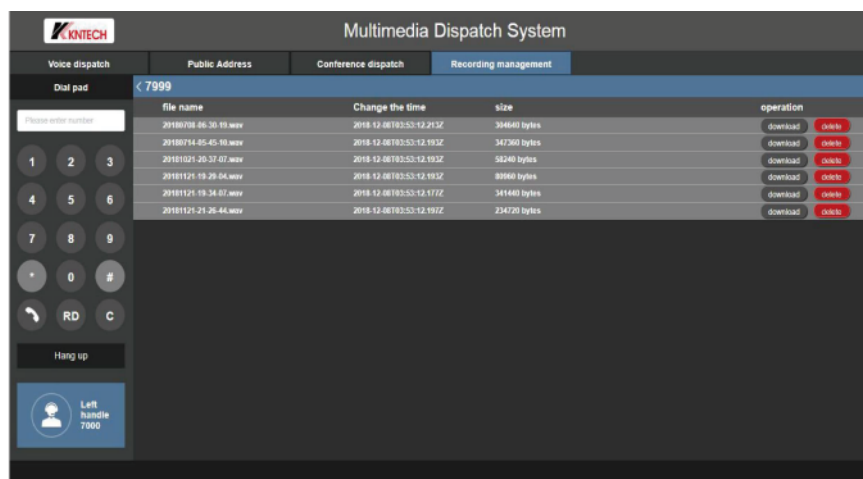 KNTECH
Multimedia Dispatch System
Voice dispatch Public Address Conference dispatch Recording management
Dial pad
< 7999
file name Change the time size operation
Please enter number
20180708-06-30-19.wav 2018-12-08T03:53:12.213Z 304640 bytes download delete
20180714-05-45-10.wav 2018-12-08T03:53:12.193Z 347360 bytes download delete
20181021-20-37-07.wav 2018-12-08T03:53:12.193Z 58240 bytes download delete
20181121-19-29-04.wav 2018-12-08T03:53:12.193Z 80960 bytes download delete
20181121-19-34-07.wav 2018-12-08T03:53:12.177Z 341440 bytes download delete
20181121-21-26-44.wav 2018-12-08T03:53:12.197Z 234720 bytes download delete
1 2 3
4 5 6
7 8 9
* 0 #
RD C
Hang up
Left
handle
7000